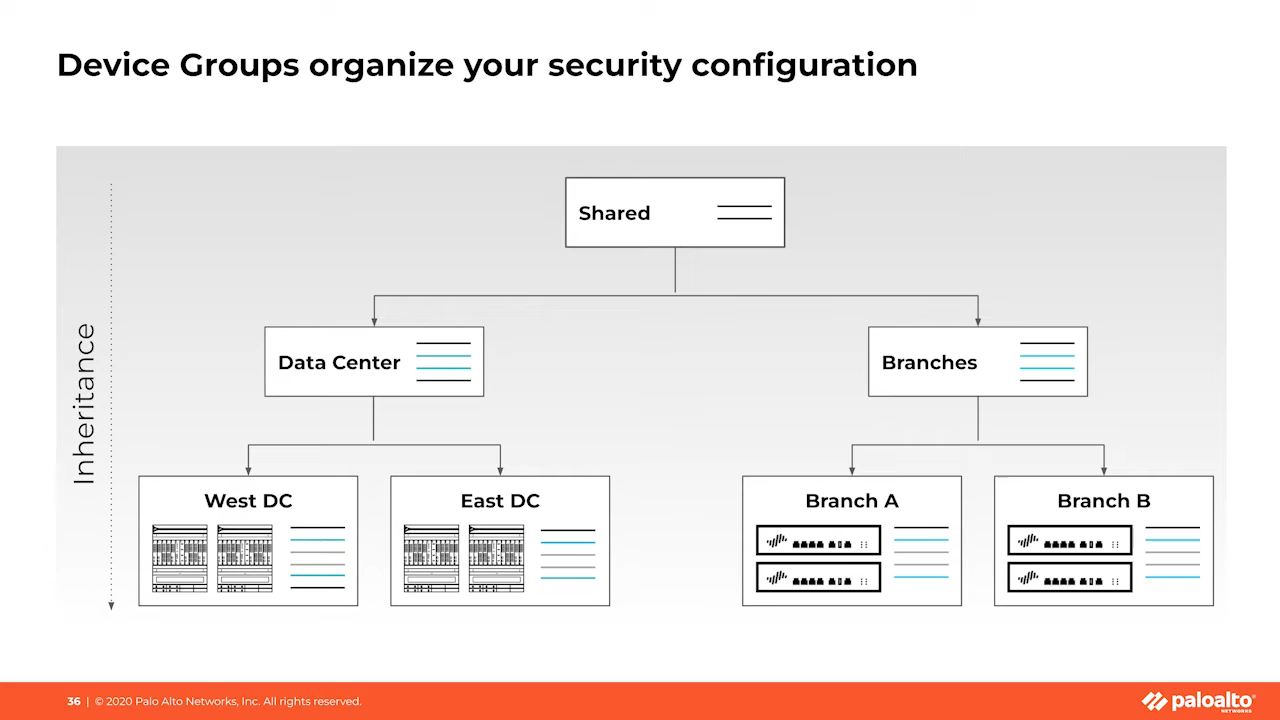 Device Groups organize your security configuration
Shared
Inheritance
Data Center
Branches
West DC
East DC
Branch A
Branch B
36 | © 2020 Palo Alto Networks, Inc. All rights reserved.
paloalto®
NETWORKS